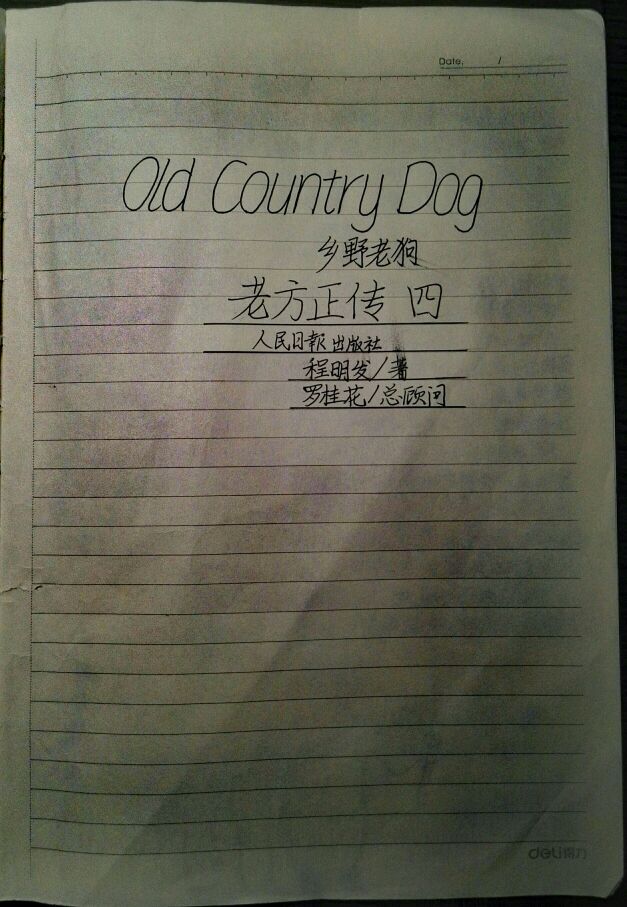 Date. /
Old Country Dog
乡野老狗
老方正传 四
人民日報出版社
程明发/著
罗桂花/总顾问
deli得力